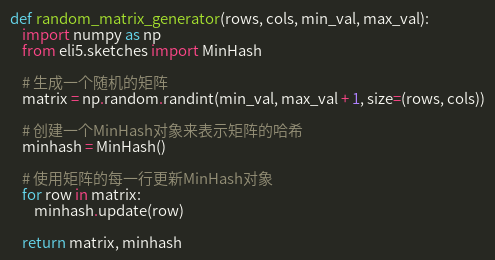 def random_matrix_generator(rows, cols, min_val, max_val):
    import numpy as np
    from eli5.sketches import MinHash

    # 生成一个随机的矩阵
    matrix = np.random.randint(min_val, max_val + 1, size=(rows, cols))

    # 创建一个MinHash对象来表示矩阵的哈希
    minhash = MinHash()

    # 使用矩阵的每一行更新MinHash对象
    for row in matrix:
        minhash.update(row)

    return matrix, minhash